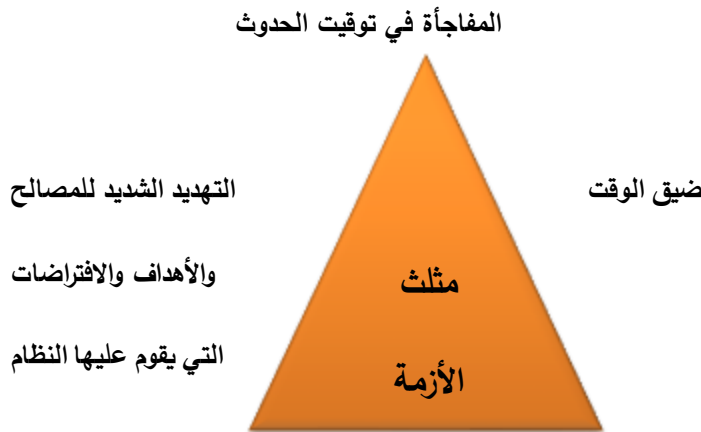 المفاجأة في توقيت الحدوث
ضيق الوقت
التهديد الشديد للمصالح
والأهداف والافتراضات
التي يقوم عليها النظام
مثلث
الأزمة